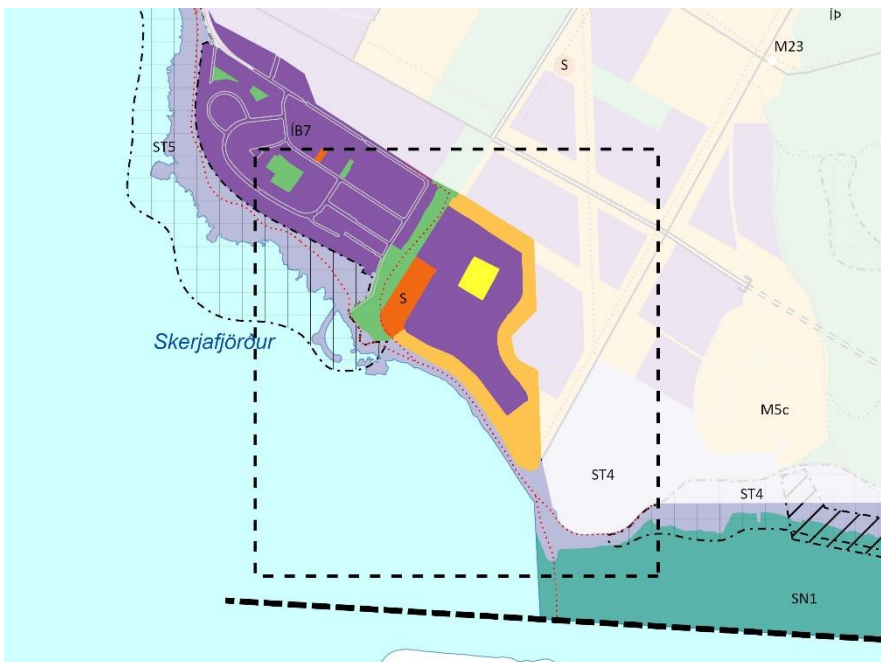 ÍÞ
M23
S
ÍB7
ST5
S
Skerjafjörður
M5c
ST4
ST4
SN1